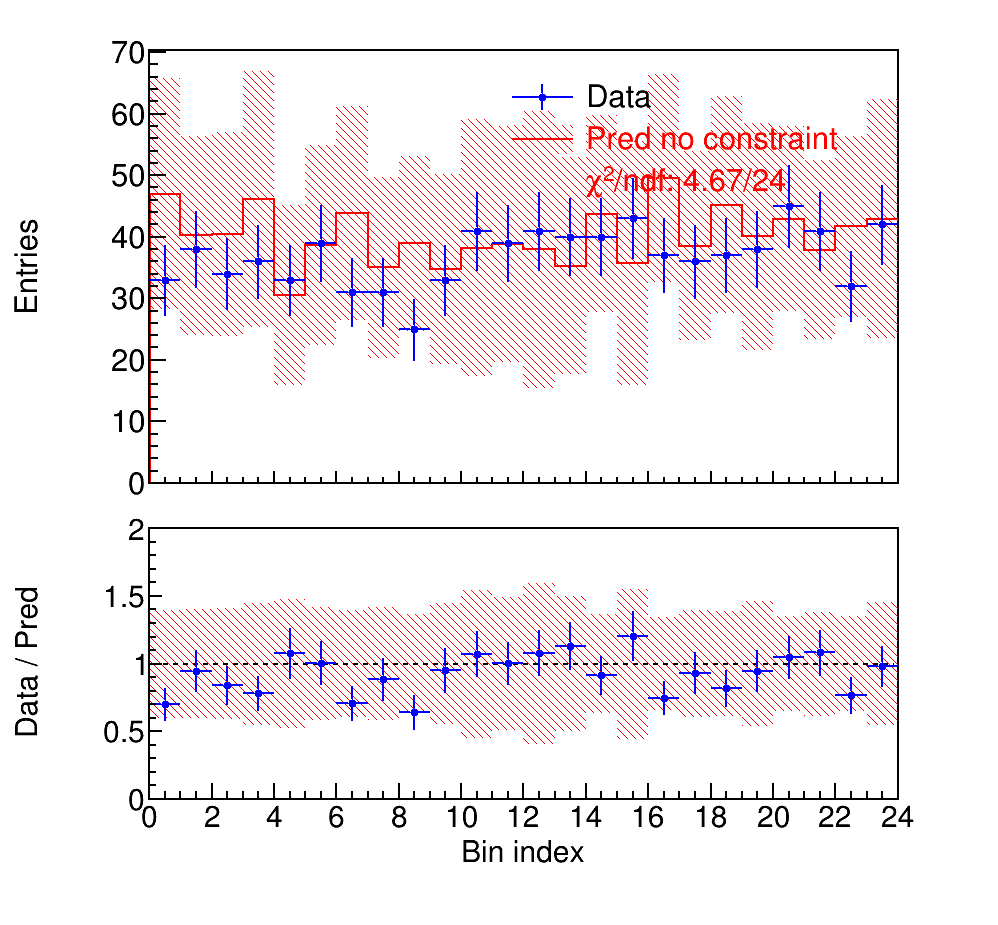 70
60
50
40
30
20
10
0
Entries
Data
Pred no constraint
χ²/ndf: 4.67/24
2
1.5
1
0.5
0
Data / Pred
0 2 4 6 8 10 12 14 16 18 20 22 24
Bin index